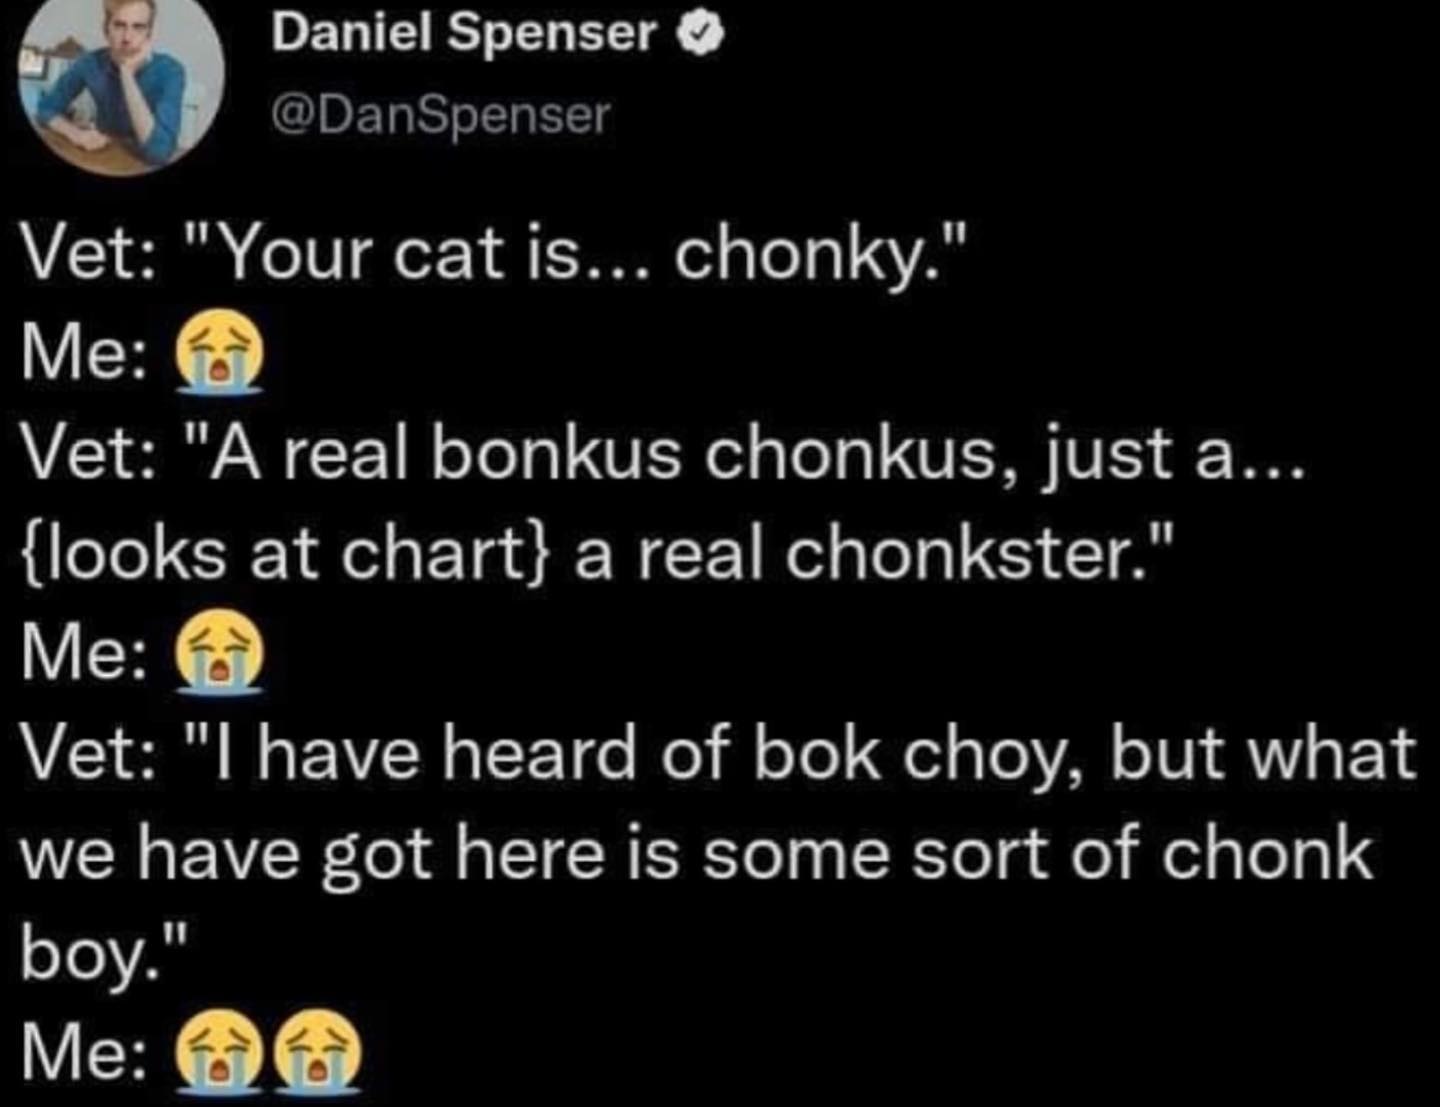 Daniel Spenser
@DanSpenser
Vet: "Your cat is... chonky."
Me: 😭
Vet: "A real bonkus chonkus, just a...
{looks at chart} a real chonkster."
Me: 😭
Vet: "I have heard of bok choy, but what
we have got here is some sort of chonk
boy."
Me: 😭😭